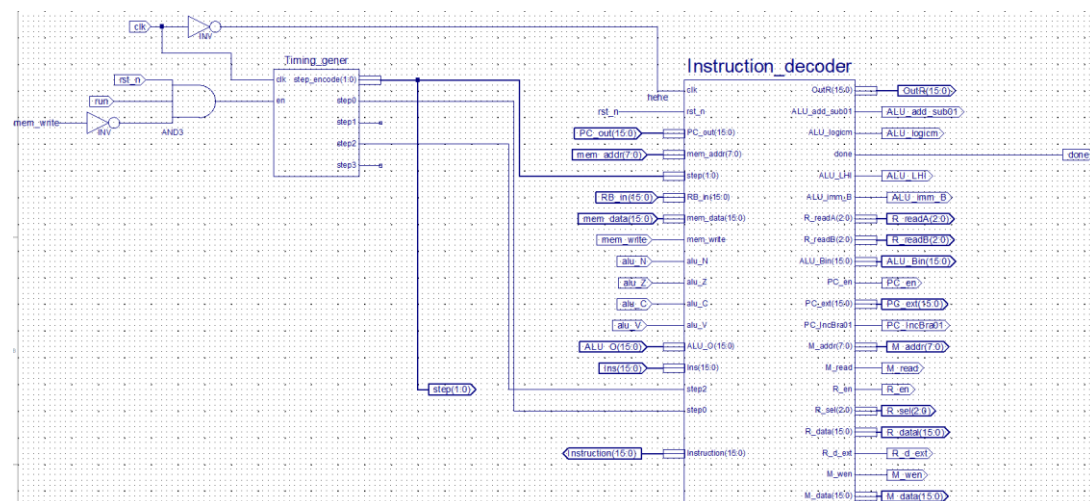 clk
INV
Timing_gener
clk
step_encode(1:0)
step0
en
step1
step2
step3
rst_n
run
mem_write
INV
AND3
Instruction_decoder
hehe
clk
OutR(15:0)
OutR(15:0)
rst_n
rst_n
ALU_add_sub01
ALU_add_sub01
PC_out(15:0)
PC_out(15:0)
ALU_logicm
ALU_logicm
mem_addr(7:0)
mem_addr(7:0)
done
done
step(1:0)
ALU_LHI
ALU_LHI
RB_in(15:0)
RB_in(15:0)
ALU_imm_B
ALU_imm_B
mem_data(15:0)
mem_data(15:0)
R_readA(2:0)
R_readA(2:0)
mem_write
mem_write
R_readB(2:0)
R_readB(2:0)
alu_N
alu_N
ALU_Bin(15:0)
ALU_Bin(15:0)
alu_Z
alu_Z
PC_en
PC_en
alu_C
alu_C
PC_ext(15:0)
PC_ext(15:0)
alu_V
alu_V
PC_IncBra01
PC_IncBra01
ALU_O(15:0)
ALU_O(15:0)
M_addr(7:0)
M_addr(7:0)
Ins(15:0)
Ins(15:0)
M_read
M_read
step(1:0)
step2
R_en
R_en
step0
R_sel(2:0)
R_sel(2:0)
R_data(15:0)
R_datal(15:0)
Instruction(15:0)
Instruction(15:0)
R_d_ext
R_d_ext
M_wen
M_wen
M_data(15:0)
M_data(15:0)